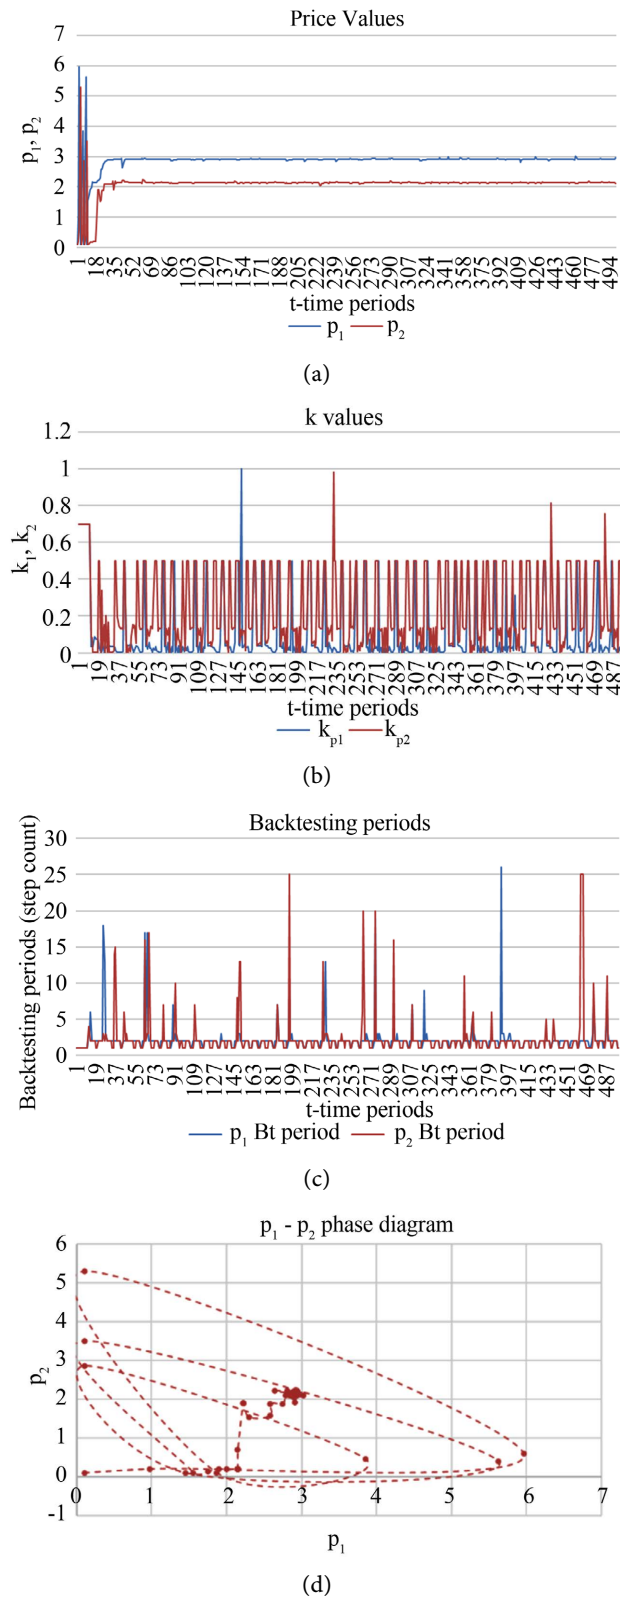 Price Values
7
6
5
4
3
2
1
0
p1, p2
1 18 35 52 69 86 103 120 137 154 171 188 205 222 239 256 273 290 307 324 341 358 375 392 409 426 443 460 477 494
t-time periods
p1 p2
(a)
k values
1.2
1
0.8
0.6
0.4
0.2
0
k1, k2
1 19 37 55 73 91 109 127 145 163 181 199 217 235 253 271 289 307 325 343 361 379 397 415 433 451 469 487
t-time periods
kp1 kp2
(b)
Backtesting periods
30
25
20
15
10
5
0
Backtesting periods (step count)
1 19 37 55 73 91 109 127 145 163 181 199 217 235 253 271 289 307 325 343 361 379 397 415 433 451 469 487
t-time periods
p1 Bt period p2 Bt period
(c)
p1 - p2 phase diagram
6
5
4
3
2
1
0
-1
p2
0 1 2 3 4 5 6 7
p1
(d)